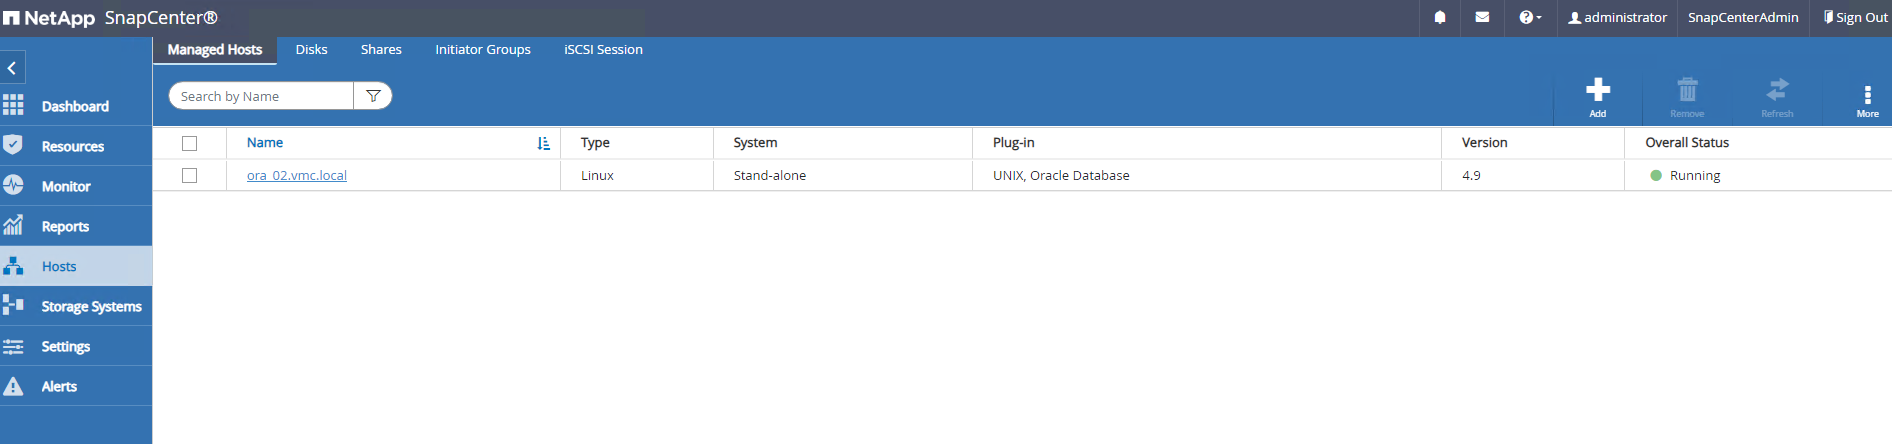 NetApp SnapCenter® administrator SnapCenterAdmin Sign Out
Managed Hosts Disks Shares Initiator Groups iSCSI Session
Search by Name
Add Remove Refresh More
Dashboard
Resources
Monitor
Reports
Hosts
Storage Systems
Settings
Alerts
Name Type System Plug-in Version Overall Status
ora_02.vmc.local Linux Stand-alone UNIX, Oracle Database 4.9 Running